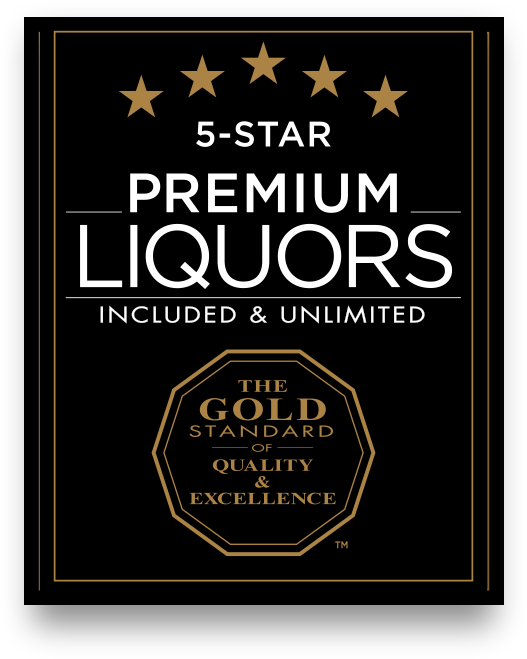 5-STAR
PREMIUM
LIQUORS
INCLUDED & UNLIMITED
THE
GOLD
STANDARD
OF
QUALITY
&
EXCELLENCE
TM